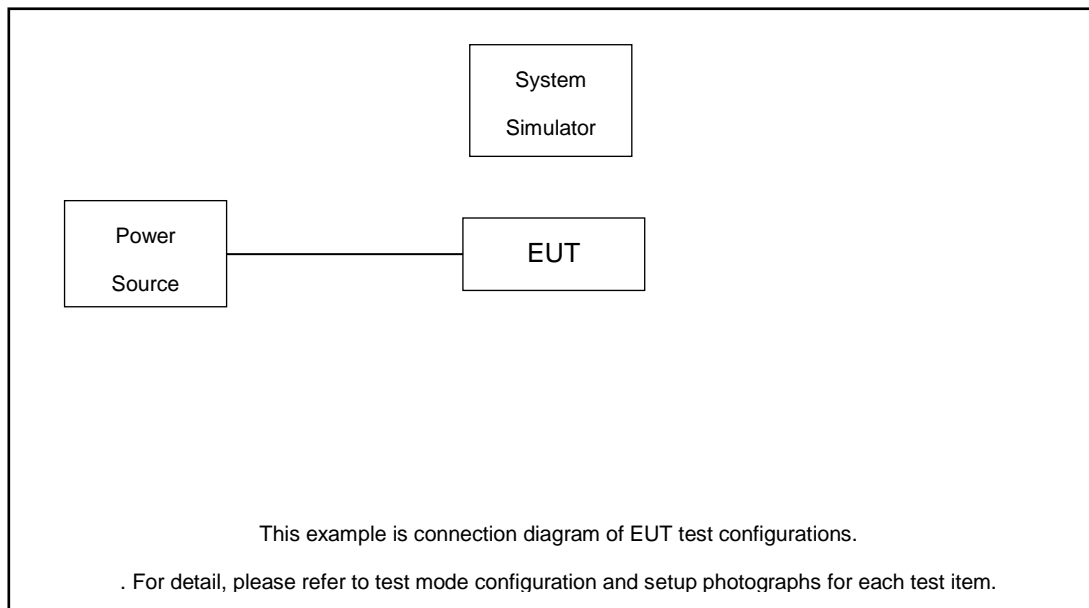 System
Simulator
Power
Source
EUT
This example is connection diagram of EUT test configurations.
. For detail, please refer to test mode configuration and setup photographs for each test item.